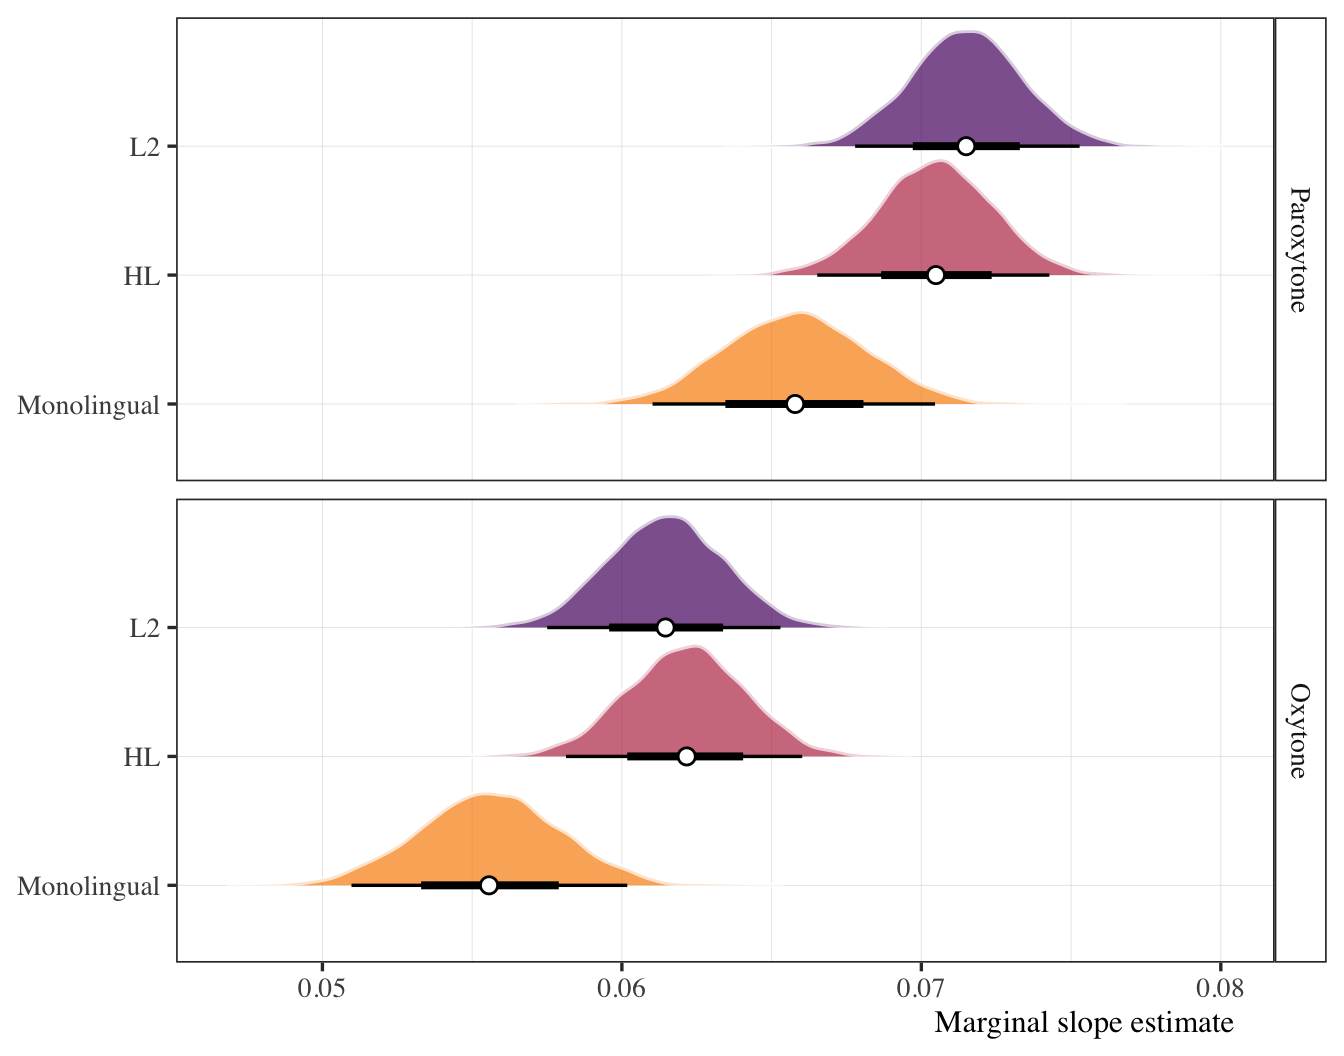 L2
HL
Monolingual
Paroxytone
L2
HL
Monolingual
Oxytone
0.05 0.06 0.07 0.08
Marginal slope estimate